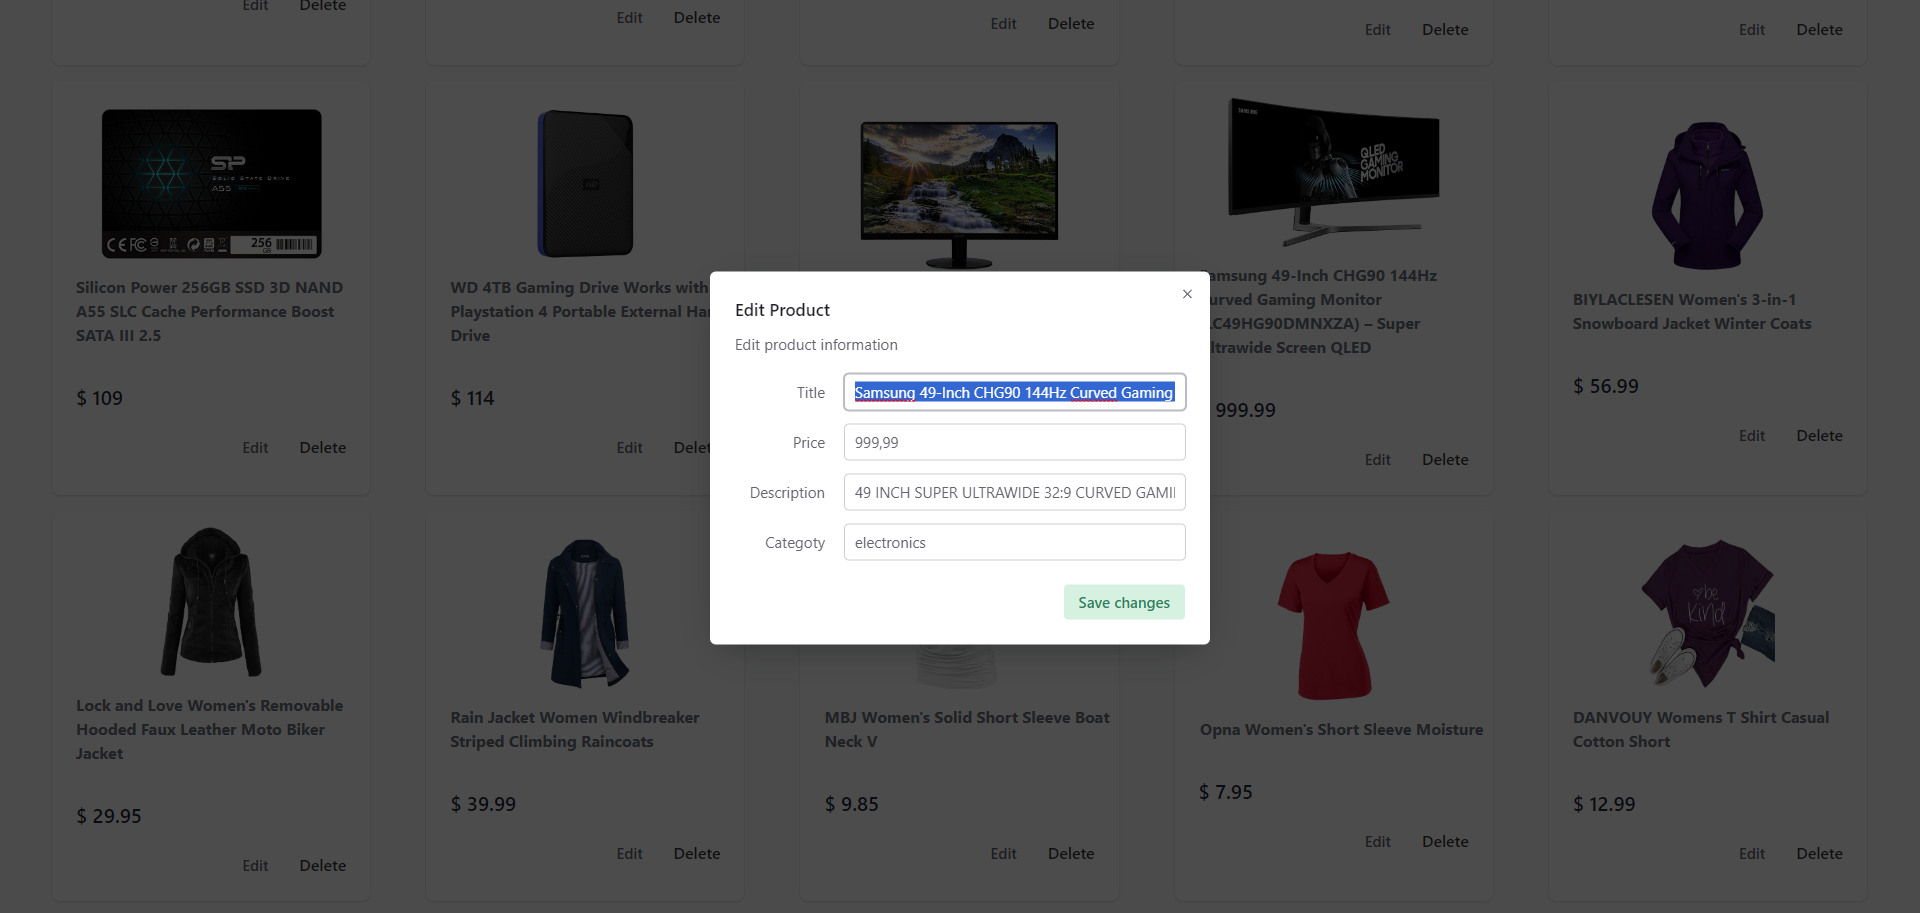 Edit Delete
Edit Delete
Edit Delete
Edit Delete
Edit Delete
SP
SOLID STATE DRIVE
A55
256
GB
Silicon Power 256GB SSD 3D NAND
A55 SLC Cache Performance Boost
SATA III 2.5
$ 109
Edit Delete
WD
WD 4TB Gaming Drive Works with
Playstation 4 Portable External Ha
Drive
$ 114
Edit Delet
QLED
GAMING
MONITOR
amsung 49-Inch CHG90 144Hz
urved Gaming Monitor
LC49HG90DMNXZA) – Super
ltrawide Screen QLED
999.99
Edit Delete
BIYLACLESEN Women's 3-in-1
Snowboard Jacket Winter Coats
$ 56.99
Edit Delete
Edit Product
Edit product information
Title Samsung 49-Inch CHG90 144Hz Curved Gaming
Price 999,99
Description 49 INCH SUPER ULTRAWIDE 32:9 CURVED GAMI
Categoty electronics
Save changes
Lock and Love Women's Removable
Hooded Faux Leather Moto Biker
Jacket
$ 29.95
Edit Delete
Rain Jacket Women Windbreaker
Striped Climbing Raincoats
$ 39.99
Edit Delete
MBJ Women's Solid Short Sleeve Boat
Neck V
$ 9.85
Edit Delete
Opna Women's Short Sleeve Moisture
$ 7.95
Edit Delete
be
kind
DANVOUY Womens T Shirt Casual
Cotton Short
$ 12.99
Edit Delete